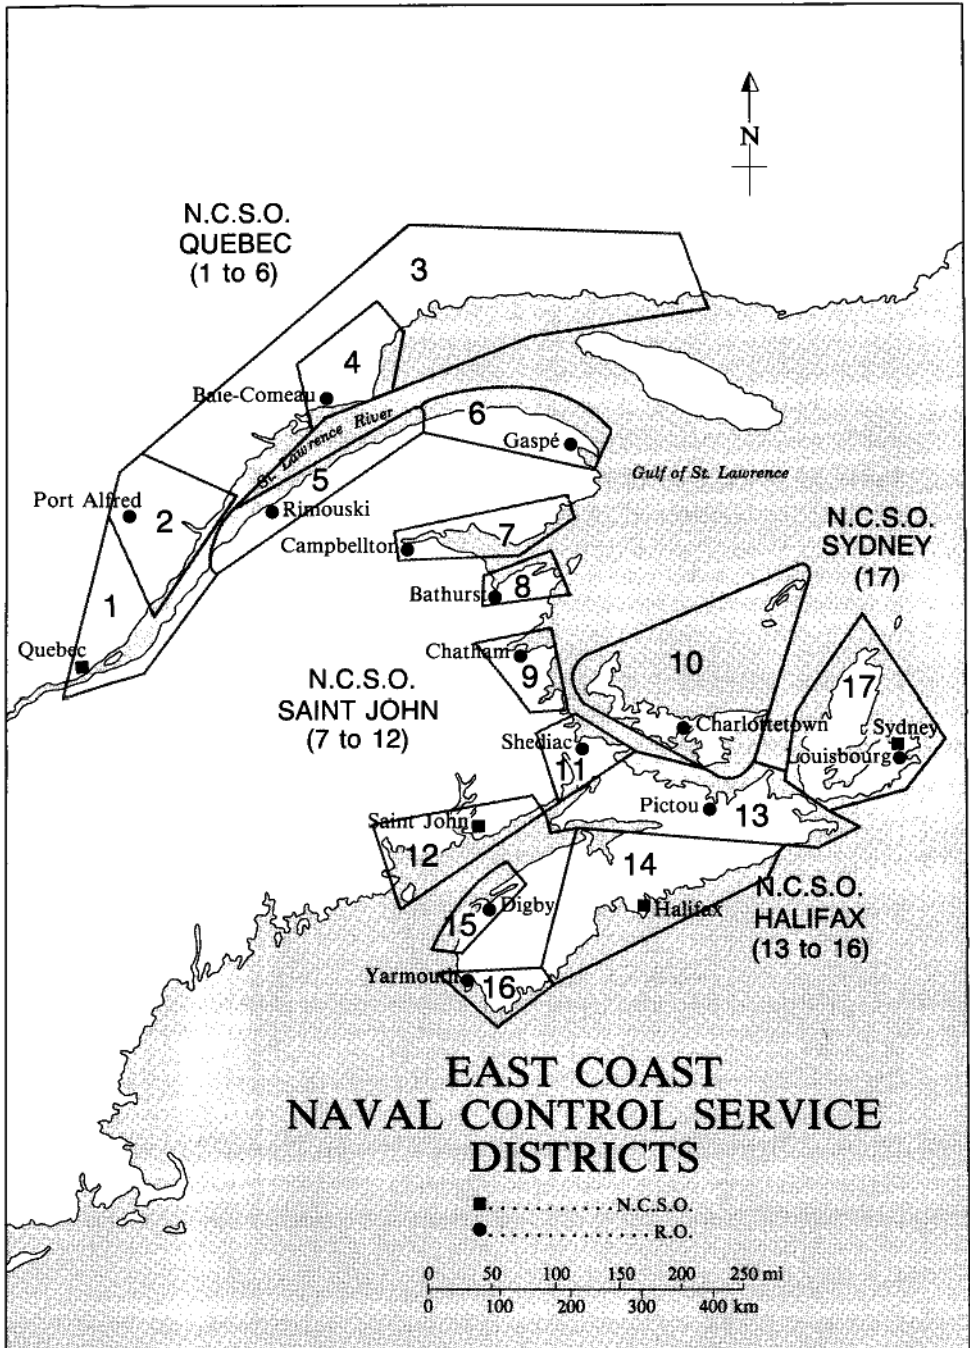 N
N.C.S.O.
QUEBEC
(1 to 6)
3
4
Baie-Comeau
6
St. Lawrence River
Gaspé
Gulf of St. Lawrence
5
Port Alfred
2
Rimouski
7
Campbellton
N.C.S.O.
SYDNEY
(17)
8
Bathurst
1
Quebec
Chatham
9
10
17
N.C.S.O.
SAINT JOHN
(7 to 12)
Charlottetown
Sydney
Shediac
Louisbourg
11
Pictou
13
Saint John
12
14
N.C.S.O.
HALIFAX
(13 to 16)
Halifax
15
Digby
Yarmouth
16
EAST COAST
NAVAL CONTROL SERVICE
DISTRICTS
............N.C.S.O.
...............R.O.
0 50 100 150 200 250 mi
0 100 200 300 400 km